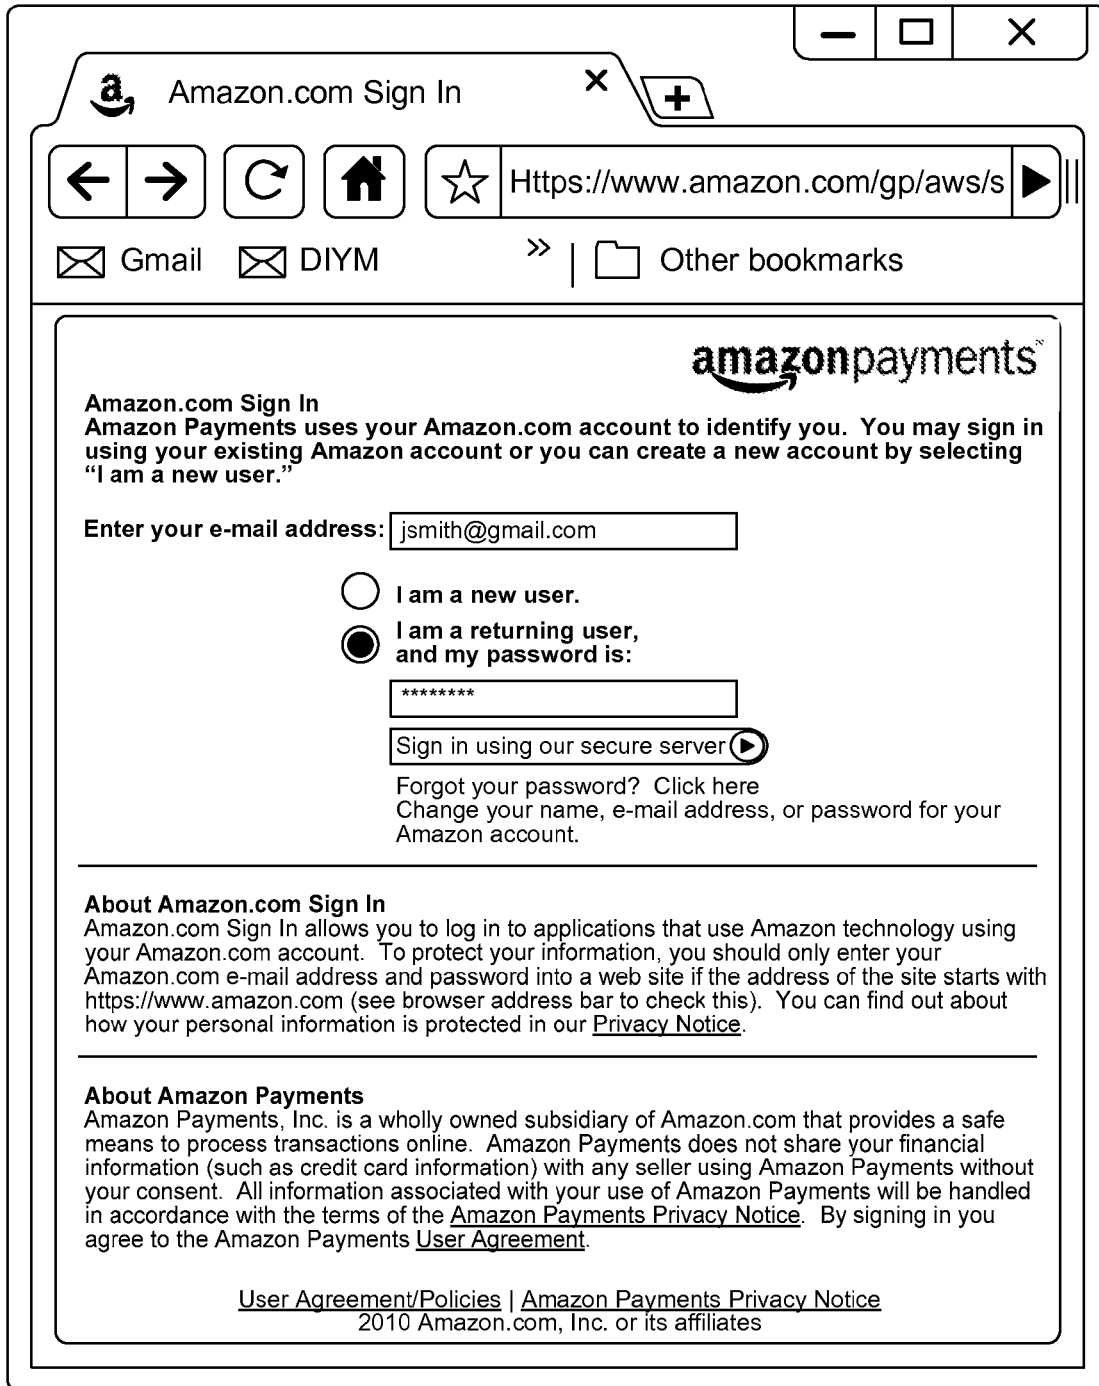 Amazon.com Sign In
Https://www.amazon.com/gp/aws/s
Gmail DIYM » Other bookmarks
amazonpayments™
Amazon.com Sign In
Amazon Payments uses your Amazon.com account to identify you. You may sign in
using your existing Amazon account or you can create a new account by selecting
“I am a new user.”
Enter your e-mail address: jsmith@gmail.com
I am a new user.
I am a returning user,
and my password is:
********
Sign in using our secure server
Forgot your password? Click here
Change your name, e-mail address, or password for your
Amazon account.
About Amazon.com Sign In
Amazon.com Sign In allows you to log in to applications that use Amazon technology using
your Amazon.com account. To protect your information, you should only enter your
Amazon.com e-mail address and password into a web site if the address of the site starts with
https://www.amazon.com (see browser address bar to check this). You can find out about
how your personal information is protected in our Privacy Notice.
About Amazon Payments
Amazon Payments, Inc. is a wholly owned subsidiary of Amazon.com that provides a safe
means to process transactions online. Amazon Payments does not share your financial
information (such as credit card information) with any seller using Amazon Payments without
your consent. All information associated with your use of Amazon Payments will be handled
in accordance with the terms of the Amazon Payments Privacy Notice. By signing in you
agree to the Amazon Payments User Agreement.
User Agreement/Policies | Amazon Payments Privacy Notice
2010 Amazon.com, Inc. or its affiliates